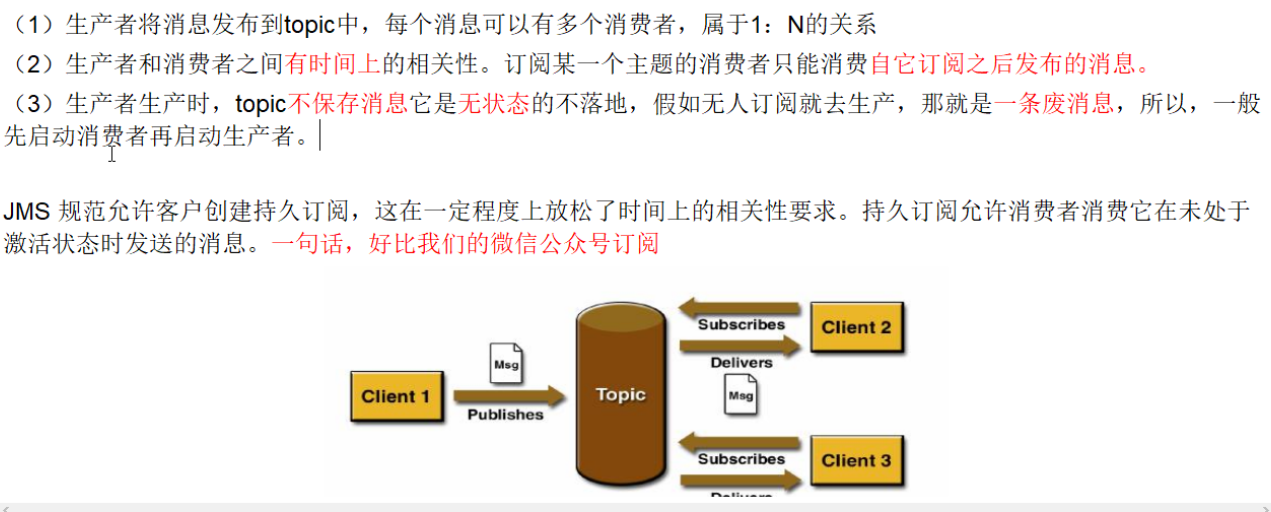 （1）生产者将消息发布到topic中，每个消息可以有多个消费者，属于1：N的关系
（2）生产者和消费者之间有时间上的相关性。订阅某一个主题的消费者只能消费自它订阅之后发布的消息。
（3）生产者生产时，topic不保存消息它是无状态的不落地，假如无人订阅就去生产，那就是一条废消息，所以，一般
先启动消费者再启动生产者。
JMS 规范允许客户创建持久订阅，这在一定程度上放松了时间上的相关性要求。持久订阅允许消费者消费它在未处于
激活状态时发送的消息。一句话，好比我们的微信公众号订阅
Client 1
Msg
Publishes
Topic
Subscribes
Delivers
Msg
Client 2
Subscribes
Delivers
Client 3